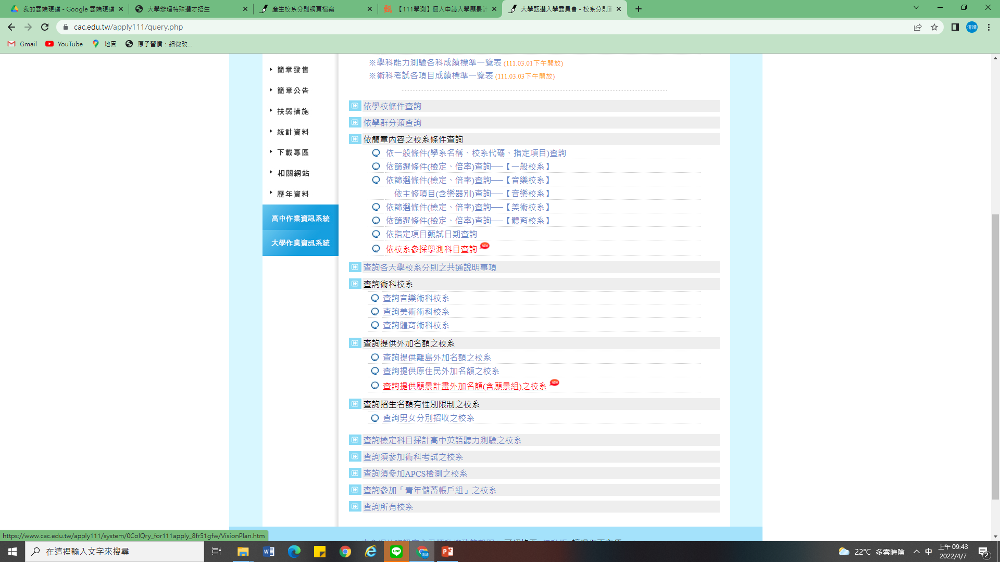 我的雲端硬碟 - Google 雲端硬碟
大學辦理特殊選才招生
產生校系分則網頁檔案
【111學測】個人申請入學願景計
大學甄選入學委員會 - 校系分則查
cac.edu.tw/apply111/query.php
淯靖
Gmail
YouTube
地圖
原子習慣：細微改...
簡章發售
簡章公告
扶弱措施
統計資料
下載專區
相關網站
歷年資料
高中作業資訊系統
大學作業資訊系統
※學科能力測驗各科成績標準一覽表 (111.03.01下午開放)
※術科考試各項目成績標準一覽表 (111.03.03下午開放)
依學校條件查詢
依學群分類查詢
依簡章內容之校系條件查詢
依一般條件(學系名稱、校系代碼、指定項目)查詢
依篩選條件(檢定、倍率)查詢──【一般校系】
依篩選條件(檢定、倍率)查詢──【音樂校系】
依主修項目(含樂器別)查詢──【音樂校系】
依篩選條件(檢定、倍率)查詢──【美術校系】
依篩選條件(檢定、倍率)查詢──【體育校系】
依指定項目甄試日期查詢
依校系參採學測科目查詢 NEW
查詢各大學校系分則之共通說明事項
查詢術科校系
查詢音樂術科校系
查詢美術術科校系
查詢體育術科校系
查詢提供外加名額之校系
查詢提供離島外加名額之校系
查詢提供原住民外加名額之校系
查詢提供願景計畫外加名額(含願景組)之校系 NEW
查詢招生名額有性別限制之校系
查詢男女分別招收之校系
查詢檢定科目採計高中英語聽力測驗之校系
查詢須參加術科考試之校系
查詢須參加APCS檢測之校系
查詢參加「青年儲蓄帳戶組」之校系
查詢所有校系
https://www.cac.edu.tw/apply111/system/0ColQry_for111apply_8fr51gfw/VisionPlan.htm
在這裡輸入文字來搜尋
LINE
淯靖
22°C 多雲時陰
中
上午 09:43
2022/4/7
2